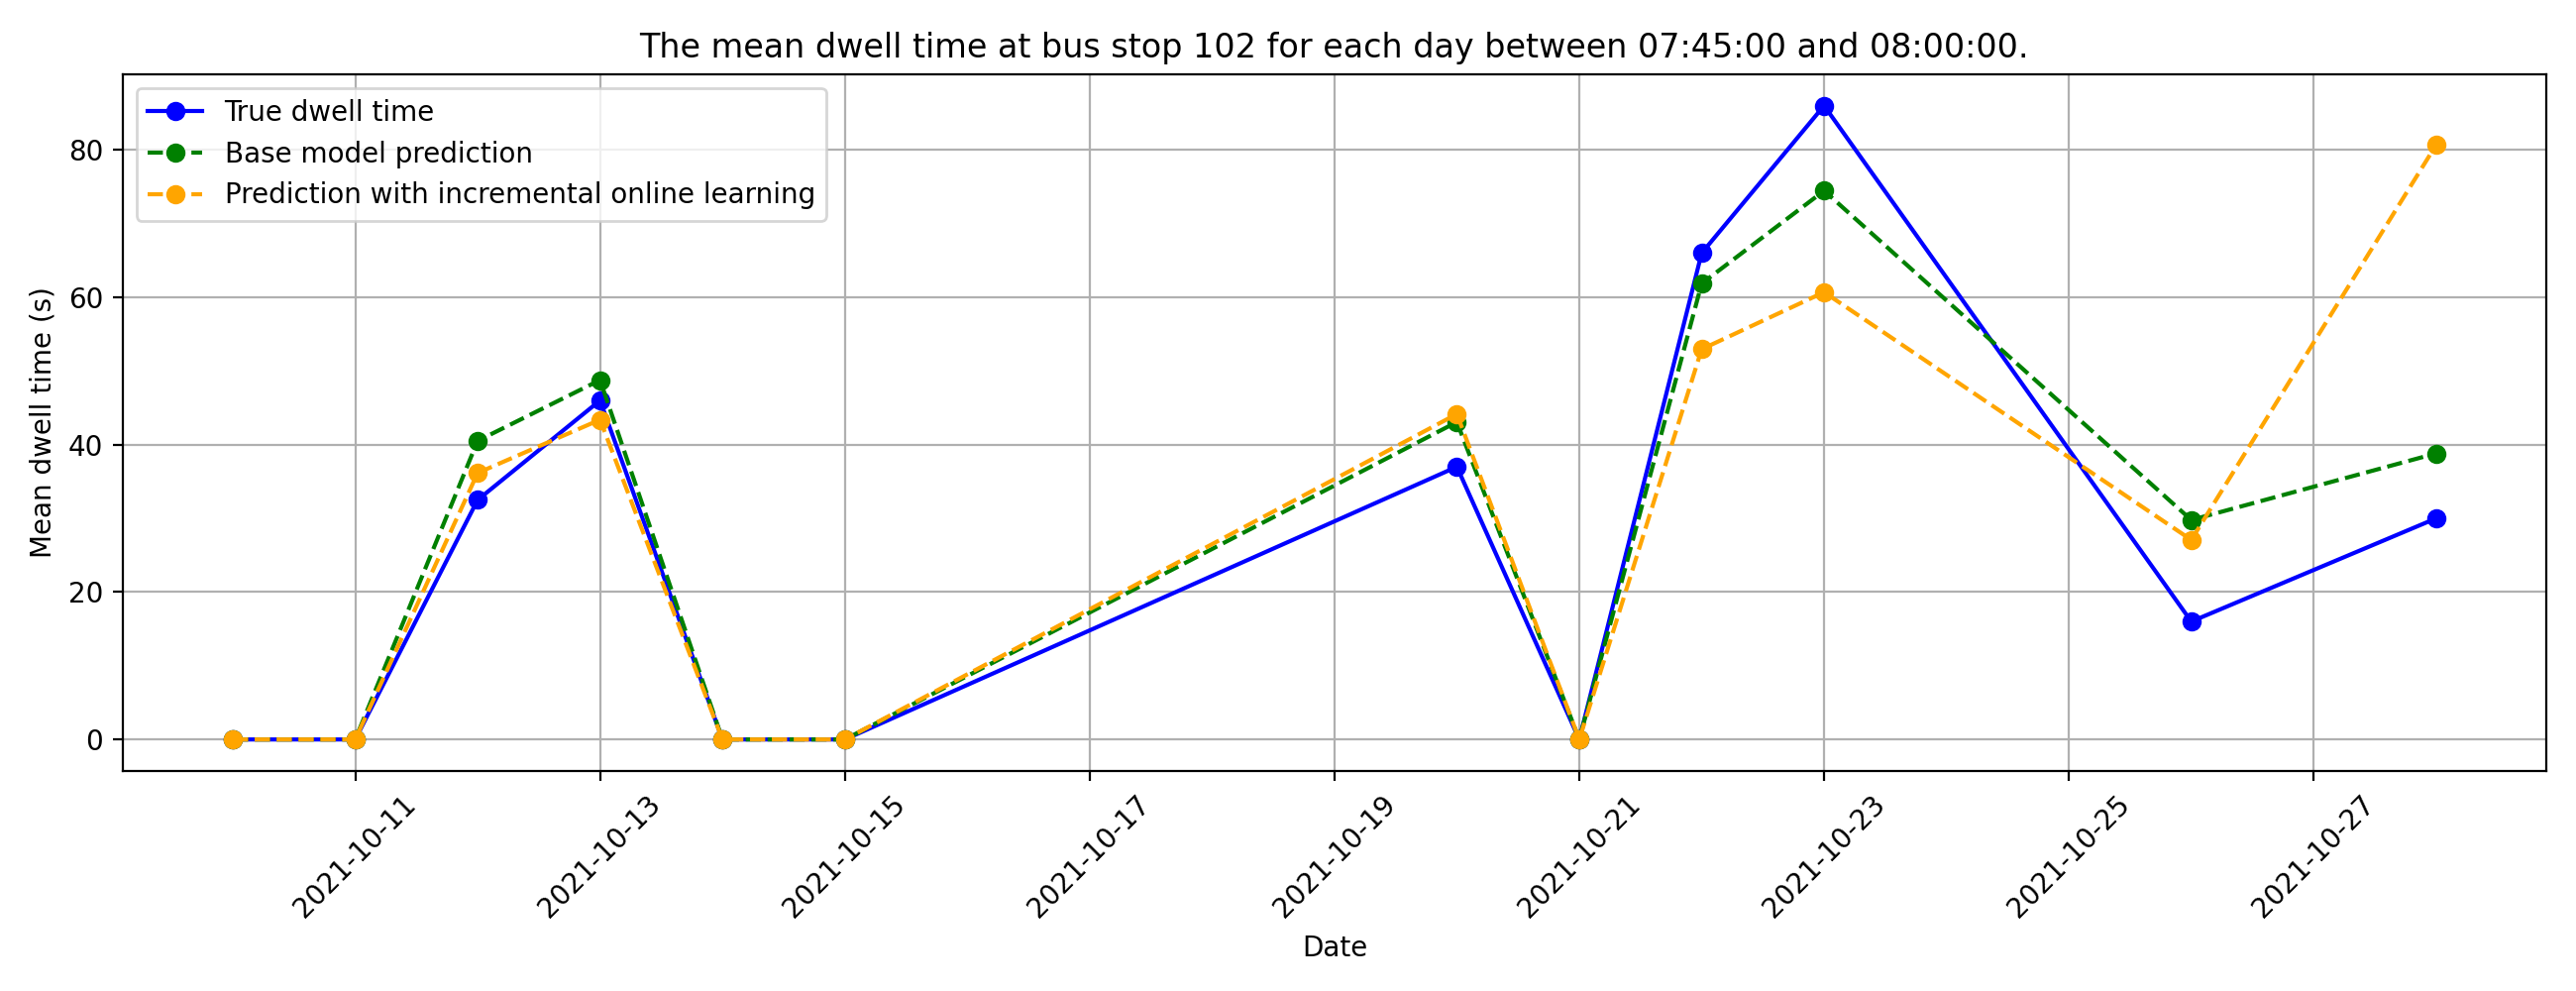 The mean dwell time at bus stop 102 for each day between 07:45:00 and 08:00:00.
True dwell time
Base model prediction
Prediction with incremental online learning
Mean dwell time (s)
80
60
40
20
0
2021-10-11
2021-10-13
2021-10-15
2021-10-17
2021-10-19
2021-10-21
2021-10-23
2021-10-25
2021-10-27
Date